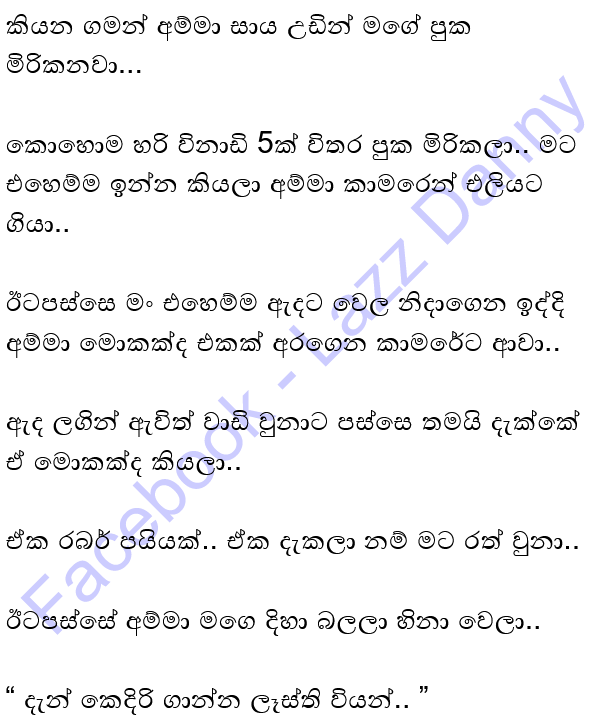 කියන ගමන් අම්මා සාය උඩින් මගේ පුක
මිරිකනවා...
කොහොම හරි විනාඩි 5ක් විතර පුක මිරිකලා.. මට
එහෙම්ම ඉන්න කියලා අම්මා කාමරෙන් එලියට
ගියා..
ඊටපස්සෙ මං එහෙම්ම ඇදට වෙල නිදාගෙන ඉද්දි
අම්මා මොකක්ද එකක් අරගෙන කාමරේට ආවා..
ඇද ලගින් ඇවිත් වාඩි වුනාට පස්සෙ තමයි දැක්කේ
ඒ මොකක්ද කියලා..
ඒක රබර් පයියක්.. ඒක දැකලා නම් මට රත් වුනා..
ඊටපස්සේ අම්මා මගෙ දිහා බලලා හිනා වෙලා..
“ දැන් කෙදිරි ගාන්න ලෑස්ති වියන්.. ”
Facebook - Lazz Danny